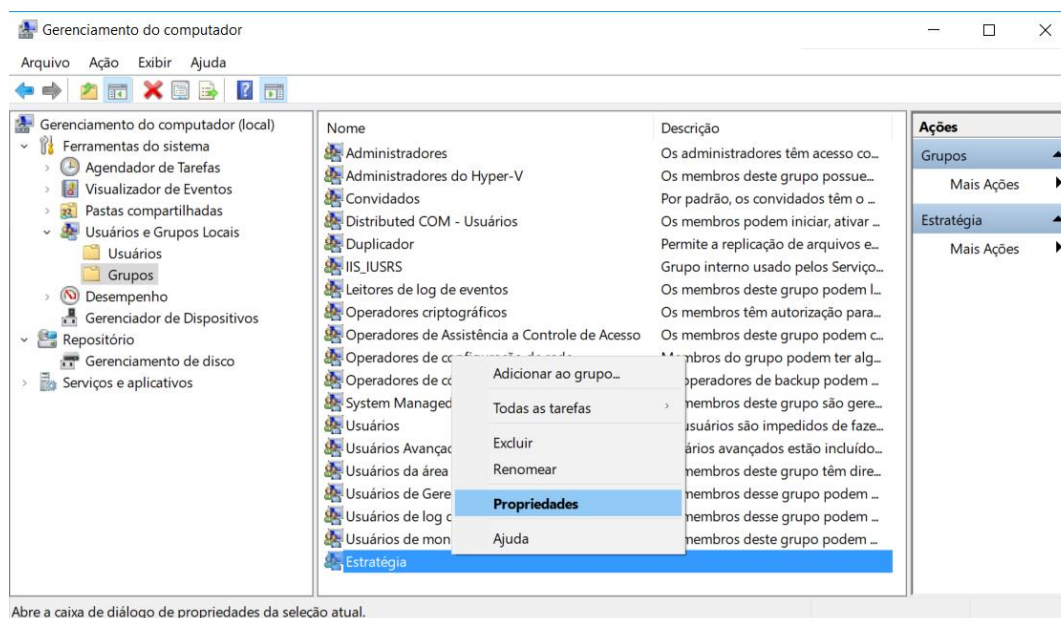 Gerenciamento do computador
Arquivo Ação Exibir Ajuda
Gerenciamento do computador (local)
Ferramentas do sistema
Agendador de Tarefas
Visualizador de Eventos
Pastas compartilhadas
Usuários e Grupos Locais
Usuários
Grupos
Desempenho
Gerenciador de Dispositivos
Repositório
Gerenciamento de disco
Serviços e aplicativos
Nome Descrição
Administradores Os administradores têm acesso co...
Administradores do Hyper-V Os membros deste grupo possue...
Convidados Por padrão, os convidados têm o ...
Distributed COM - Usuários Os membros podem iniciar, ativar ...
Duplicador Permite a replicação de arquivos e...
IIS_IUSRS Grupo interno usado pelos Serviço...
Leitores de log de eventos Os membros deste grupo podem l...
Operadores criptográficos Os membros têm autorização para...
Operadores de Assistência a Controle de Acesso Os membros deste grupo podem c...
Operadores de configuração de rede Membros do grupo podem ter alg...
Operadores de operadores de backup podem ...
System Managed membros deste grupo são gere...
Usuários usuários são impedidos de faze...
Usuários Avançad avançados estão incluído...
Usuários da área membros deste grupo têm dire...
Usuários de Gere membros desse grupo podem ...
Usuários de log membros desse grupo podem ...
Usuários de mon membros deste grupo podem ...
Estratégia
Adicionar ao grupo...
Todas as tarefas
Excluir
Renomear
Propriedades
Ajuda
Ações
Grupos
Mais Ações
Estratégia
Mais Ações
Abre a caixa de diálogo de propriedades da seleção atual.